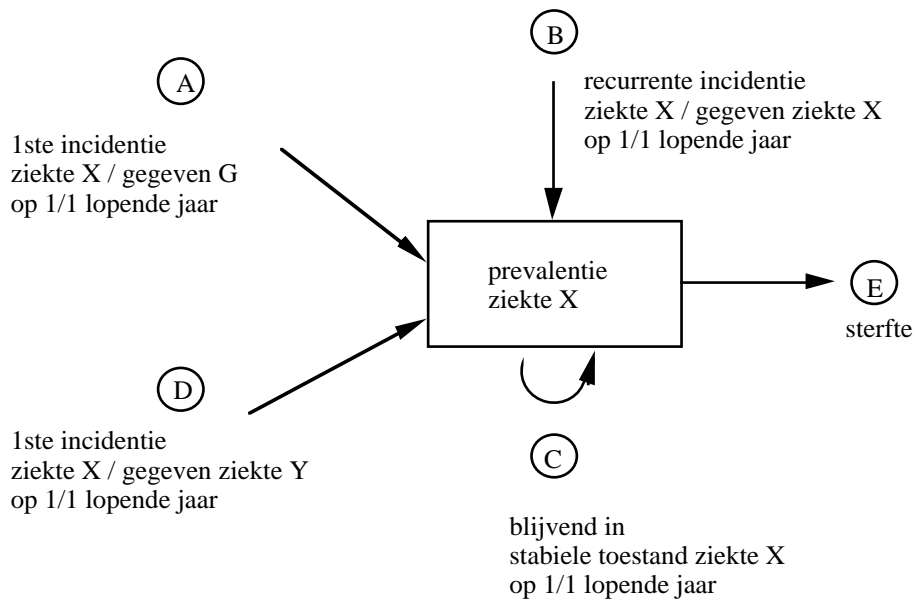 B
recurrente incidentie
ziekte X / gegeven ziekte X
op 1/1 lopende jaar
A
1ste incidentie
ziekte X / gegeven G
op 1/1 lopende jaar
prevalentie
ziekte X
E
sterfte
D
1ste incidentie
ziekte X / gegeven ziekte Y
op 1/1 lopende jaar
C
blijvend in
stabiele toestand ziekte X
op 1/1 lopende jaar